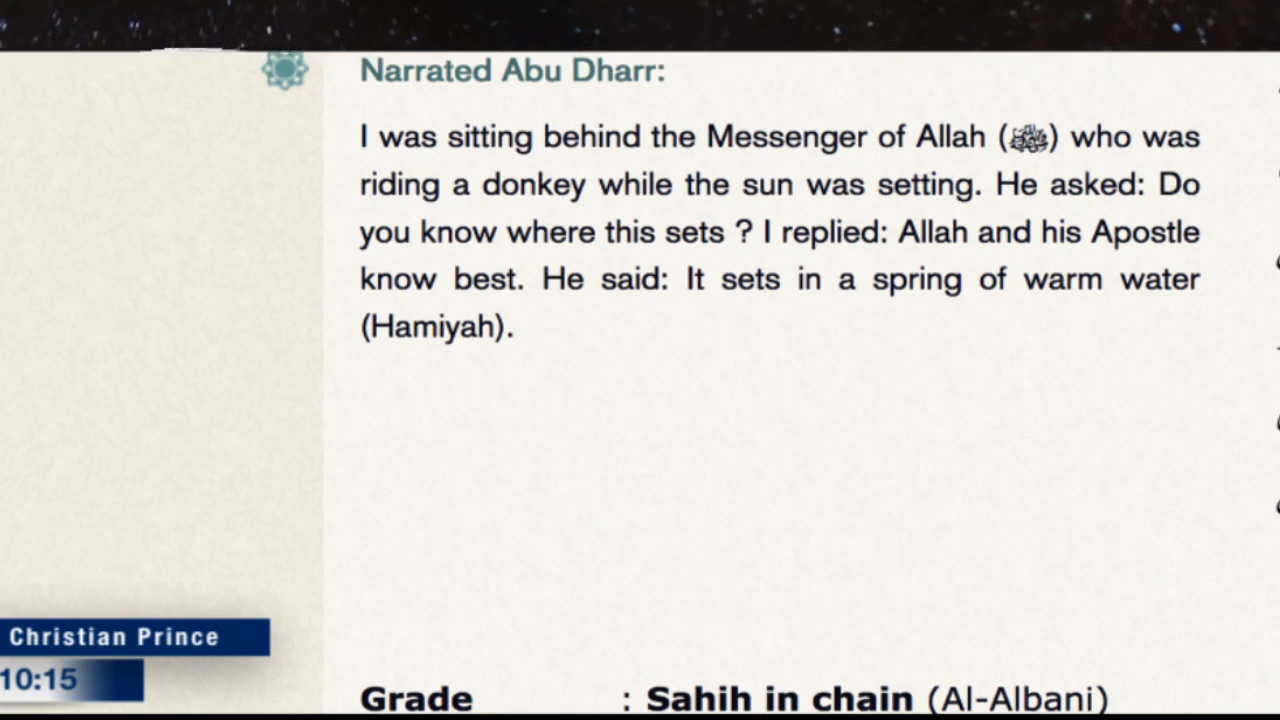 Narrated Abu Dharr:
I was sitting behind the Messenger of Allah (ﷺ) who was
riding a donkey while the sun was setting. He asked: Do
you know where this sets ? I replied: Allah and his Apostle
know best. He said: It sets in a spring of warm water
(Hamiyah).
Christian Prince
10:15
Grade : Sahih in chain (Al-Albani)